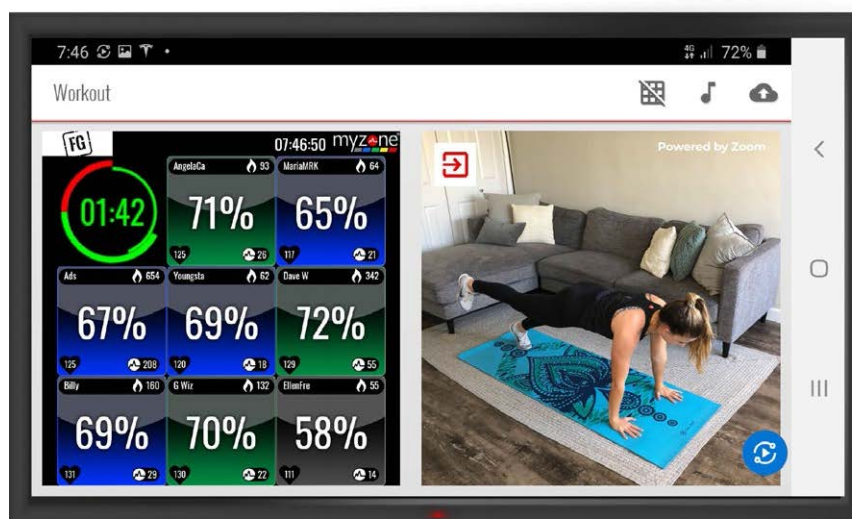 7:46 4G 72%
Workout
FG 07:46:50 myzone
01:42
AngelaCa 93 MariaMRK 64
71% 65%
125 26 117 21
Ads 654 Youngsta 62 Dave W 342
67% 69% 72%
125 208 120 18 129 55
Billy 160 G Wiz 132 EllenFre 55
69% 70% 58%
131 29 130 22 111 14
Powered by Zoom